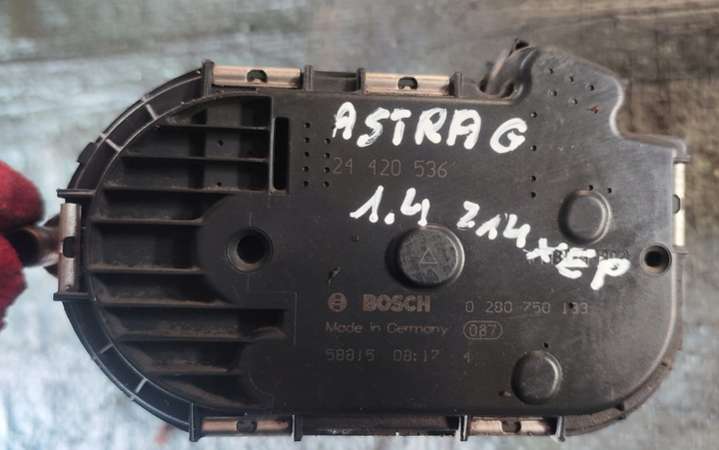 ASTRA G
24 420 536
1.4 Z14XEP
BOSCH 0 280 750 133
Made in Germany 087
58815 08:17 4